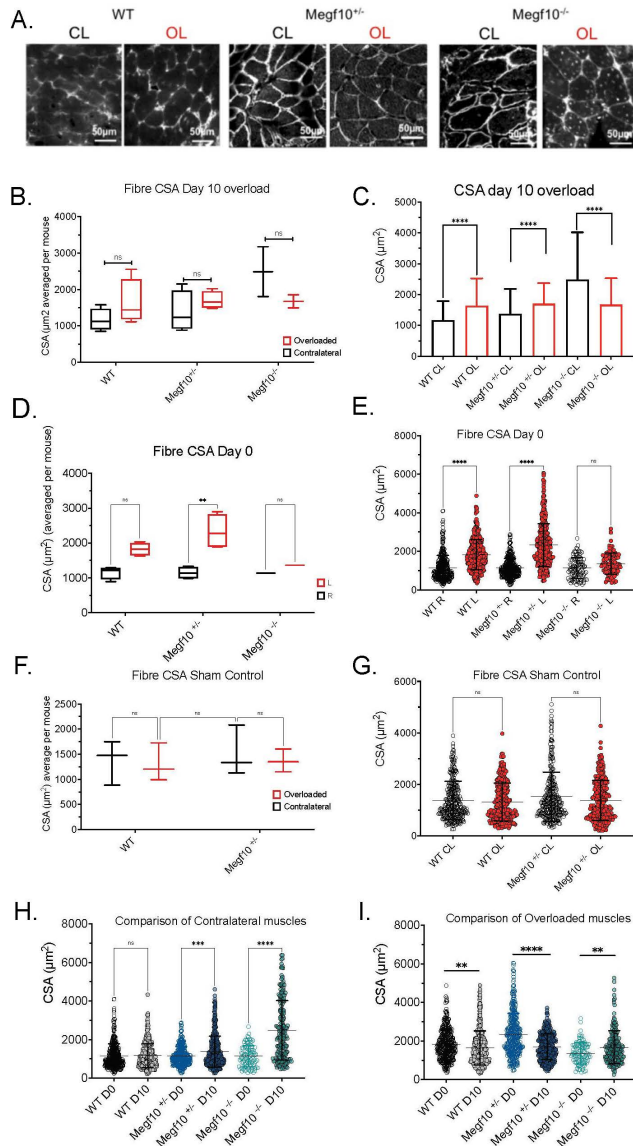 A.
WT Megf10+/- Megf10-/-
CL OL CL OL CL OL
50µm 50µm 50µm 50µm 50µm 50µm
B.
Fibre CSA Day 10 overload
CSA (µm2 averaged per mouse
4000
3000
2000
1000
0
ns ns ns
Overloaded
Contralateral
WT Megf10+/- Megf10-/-
C.
CSA day 10 overload
CSA (µm²)
5000
4000
3000
2000
1000
0
**** **** ****
WT CL WT OL Megf10 +/- CL Megf10 +/- OL Megf10 -/- CL Megf10 -/- OL
D.
Fibre CSA Day 0
CSA (µm²) (averaged per mouse)
4000
3000
2000
1000
0
ns ** ns
L
R
WT Megf10 +/- Megf10 -/-
E.
Fibre CSA Day 0
CSA (µm²)
8000
6000
4000
2000
0
**** **** ns
WT R WT L Megf10 +/- R Megf10 +/- L Megf10 -/- R Megf10 -/- L
F.
Fibre CSA Sham Control
CSA (µm²) average per mouse
2500
2000
1500
1000
500
0
ns ns ns
Overloaded
Contralateral
WT Megf10 +/-
G.
Fibre CSA Sham Control
CSA (µm²)
6000
4000
2000
0
ns ns
WT CL WT OL Megf10 +/- CL Megf10 +/- OL
H.
Comparison of Contralateral muscles
CSA (µm²)
8000
6000
4000
2000
0
ns *** ****
WT D0 WT D10 Megf10 +/- D0 Megf10 +/- D10 Megf10 -/- D0 Megf10 -/- D10
I.
Comparison of Overloaded muscles
CSA (µm²)
8000
6000
4000
2000
0
** **** **
WT D0 WT D10 Megf10 +/- D0 Megf10 +/- D10 Megf10 -/- D0 Megf10 -/- D10